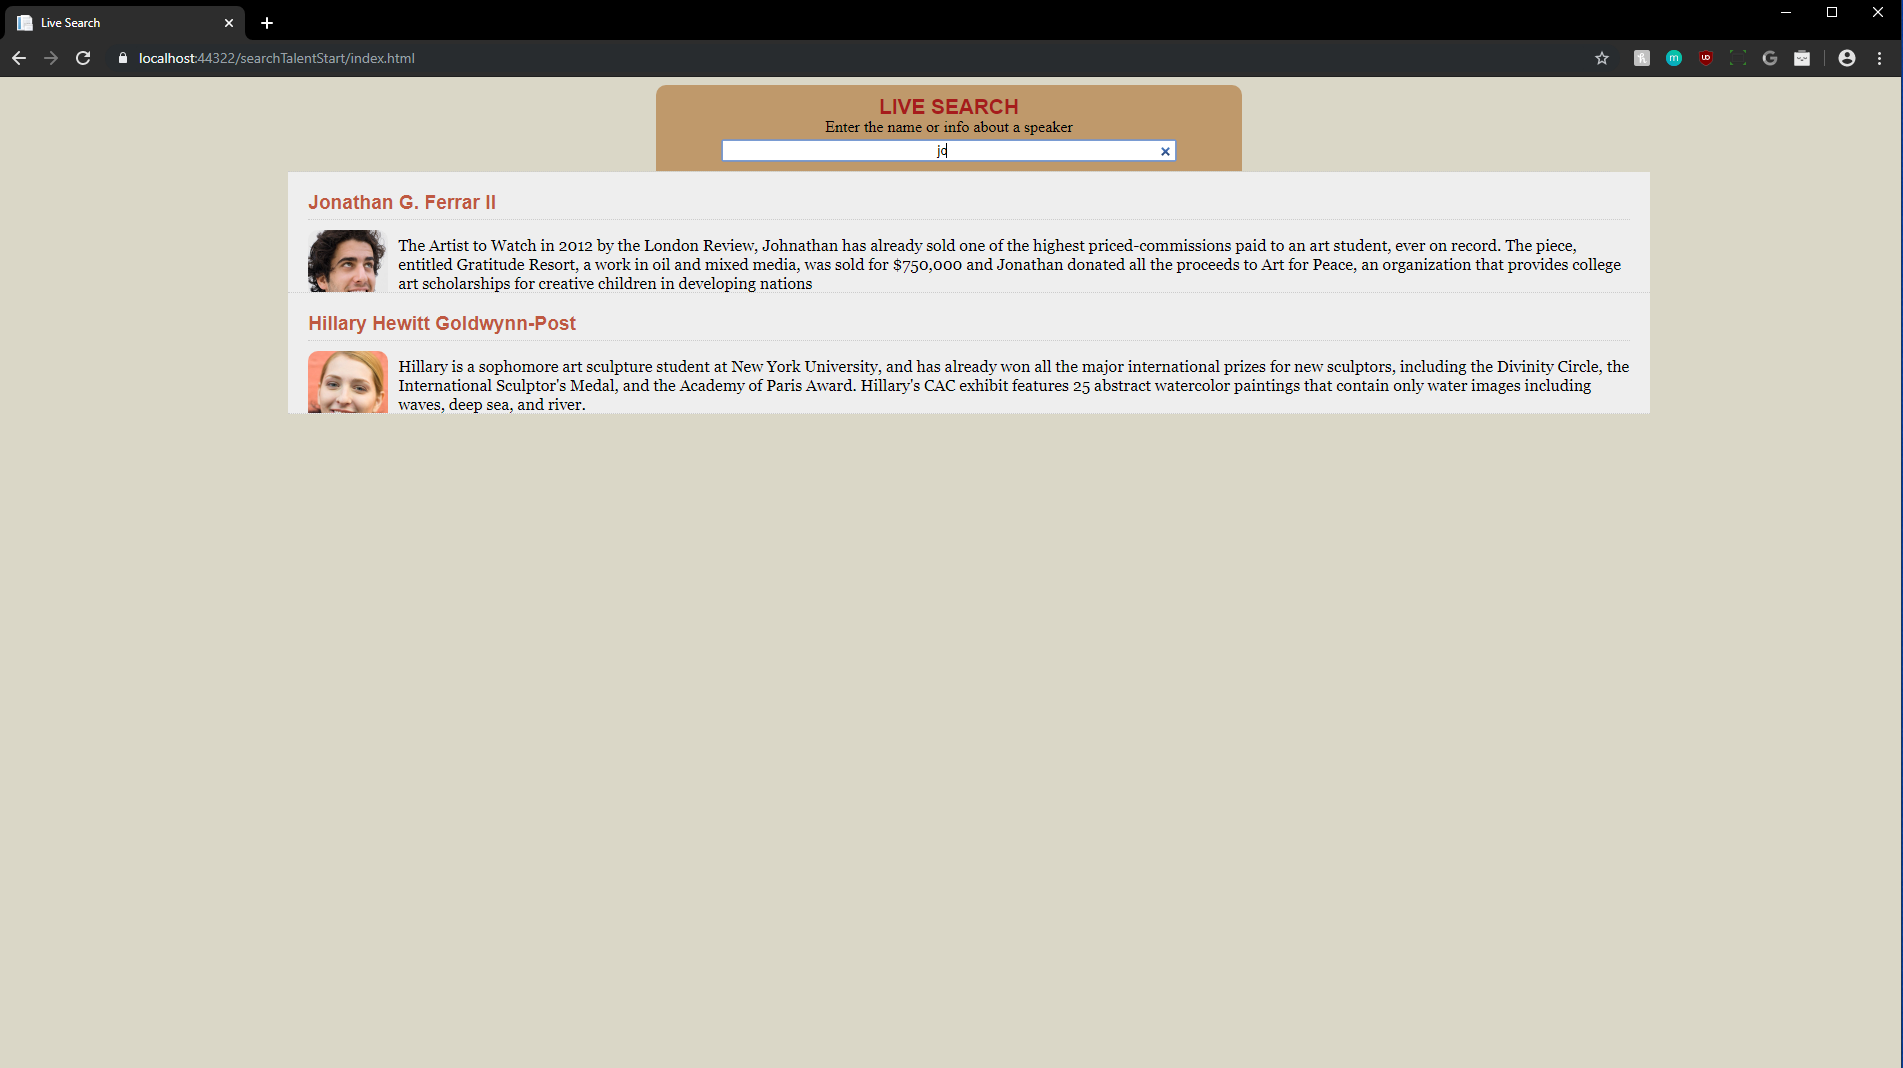 Live Search
localhost:44322/searchTalentStart/index.html
LIVE SEARCH
Enter the name or info about a speaker
jo
Jonathan G. Ferrar II
The Artist to Watch in 2012 by the London Review, Johnathan has already sold one of the highest priced-commissions paid to an art student, ever on record. The piece,
entitled Gratitude Resort, a work in oil and mixed media, was sold for $750,000 and Jonathan donated all the proceeds to Art for Peace, an organization that provides college
art scholarships for creative children in developing nations
Hillary Hewitt Goldwynn-Post
Hillary is a sophomore art sculpture student at New York University, and has already won all the major international prizes for new sculptors, including the Divinity Circle, the
International Sculptor's Medal, and the Academy of Paris Award. Hillary's CAC exhibit features 25 abstract watercolor paintings that contain only water images including
waves, deep sea, and river.